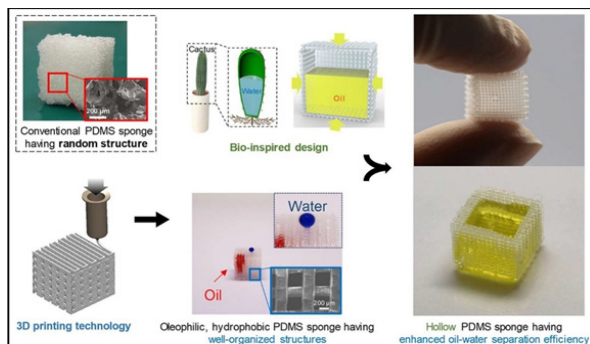 200 μm
Conventional PDMS sponge
having random structure
Cactus
Water
Oil
Bio-inspired design
3D printing technology
Water
Oil
200 μm
Oleophilic, hydrophobic PDMS sponge having
well-organized structures
Hollow PDMS sponge having
enhanced oil-water separation efficiency